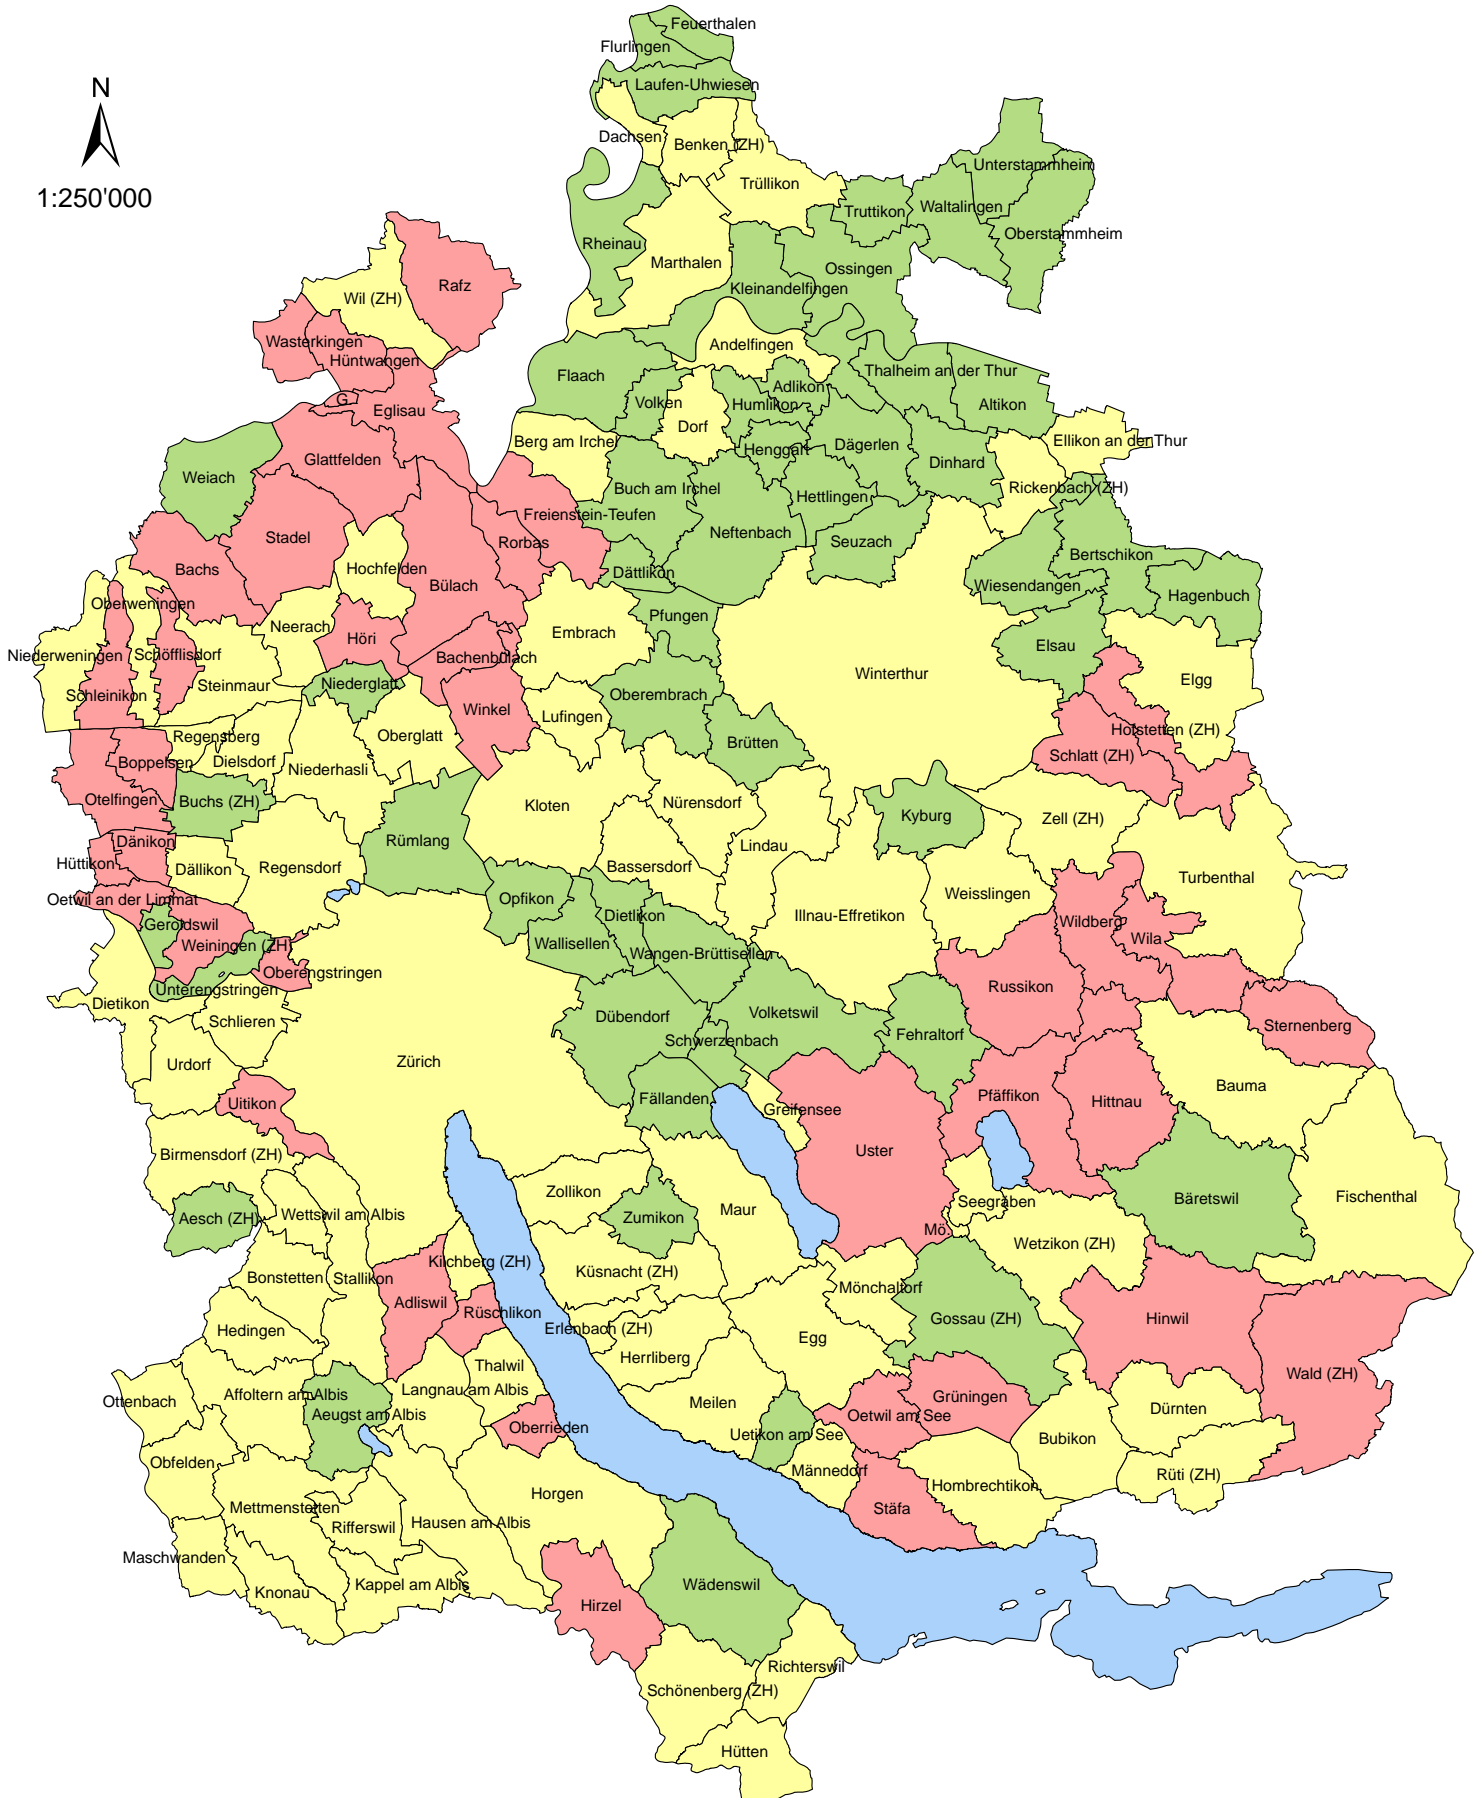 Feuerthalen
Flurlingen
Laufen-Uhwiesen
N
Dachsen
Benken (ZH)
Unterstammheim
Trüllikon
1:250'000
Truttikon
Waltalingen
Oberstammheim
Rheinau
Marthalen
Ossingen
Rafz
Kleinandelfingen
Wil (ZH)
Wasterkingen
Andelfingen
Hüntwangen
Flaach
Thalheim an der Thur
Adlikon
G.
Volken
Humlikon
Altikon
Eglisau
Dorf
Berg am Irchel
Ellikon an der Thur
Dägerlen
Henggart
Glattfelden
Dinhard
Weiach
Buch am Irchel
Rickenbach (ZH)
Hettlingen
Freienstein-Teufen
Neftenbach
Stadel
Rorbas
Seuzach
Bertschikon
Bachs
Hochfelden
Dättlikon
Bülach
Wiesendangen
Hagenbuch
Oberweningen
Pfungen
Neerach
Embrach
Höri
Elsau
Niederweningen
Schöfflisdorf
Bachenbülach
Winterthur
Elgg
Steinmaur
Niederglatt
Schleinikon
Oberembrach
Winkel
Lufingen
Hofstetten (ZH)
Regensberg
Oberglatt
Brütten
Schlatt (ZH)
Boppelsen
Dielsdorf
Niederhasli
Otelfingen
Buchs (ZH)
Nürensdorf
Kloten
Kyburg
Zell (ZH)
Dänikon
Rümlang
Lindau
Hüttikon
Dällikon
Regensdorf
Bassersdorf
Turbenthal
Weisslingen
Oetwil an der Limmat
Opfikon
Dietlikon
Illnau-Effretikon
Geroldswil
Wildberg
Weiningen (ZH)
Wallisellen
Wila
Wangen-Brüttisellen
Oberengstringen
Unterengstringen
Russikon
Dietikon
Schlieren
Dübendorf
Volketswil
Sternenberg
Fehraltorf
Schwerzenbach
Urdorf
Zürich
Bauma
Uitikon
Fällanden
Greifensee
Pfäffikon
Hittnau
Birmensdorf (ZH)
Uster
Zollikon
Fischenthal
Bäretswil
Seegräben
Maur
Wettswil am Albis
Aesch (ZH)
Zumikon
Mö.
Wetzikon (ZH)
Kilchberg (ZH)
Küsnacht (ZH)
Bonstetten
Stallikon
Mönchaltorf
Adliswil
Rüschlikon
Gossau (ZH)
Hinwil
Hedingen
Erlenbach (ZH)
Egg
Herrliberg
Thalwil
Wald (ZH)
Langnau am Albis
Affoltern am Albis
Grüningen
Ottenbach
Meilen
Dürnten
Aeugst am Albis
Oetwil am See
Oberrieden
Uetikon am See
Bubikon
Obfelden
Männedorf
Rüti (ZH)
Hombrechtikon
Horgen
Mettmenstetten
Stäfa
Hausen am Albis
Rifferswil
Maschwanden
Kappel am Albis
Wädenswil
Knonau
Hirzel
Richterswil
Schönenberg (ZH)
Hütten